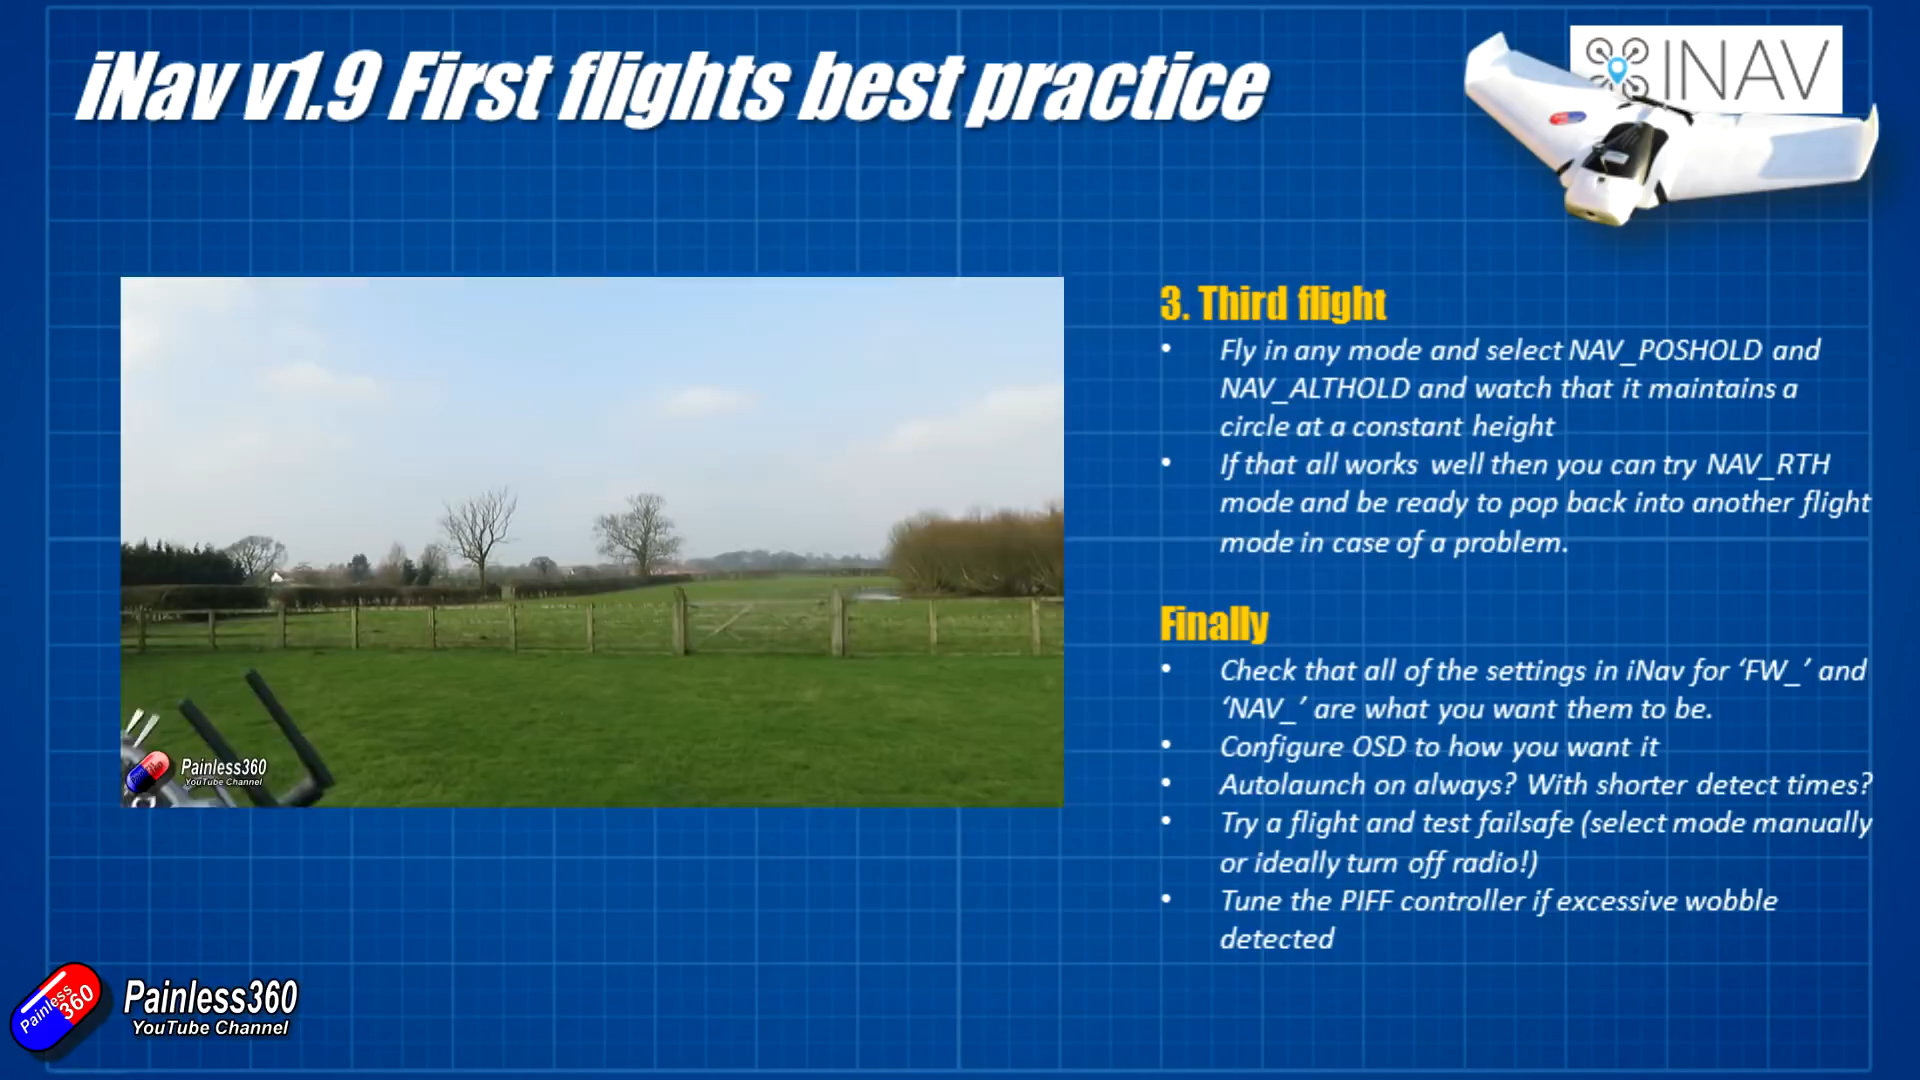 iNav v1.9 First flights best practice
INAV
3. Third flight
• Fly in any mode and select NAV_POSHOLD and
NAV_ALTHOLD and watch that it maintains a
circle at a constant height
• If that all works well then you can try NAV_RTH
mode and be ready to pop back into another flight
mode in case of a problem.
Finally
• Check that all of the settings in iNav for ‘FW_’ and
‘NAV_’ are what you want them to be.
• Configure OSD to how you want it
• Autolaunch on always? With shorter detect times?
• Try a flight and test failsafe (select mode manually
or ideally turn off radio!)
• Tune the PIFF controller if excessive wobble
detected
Painless360
YouTube Channel
Painless
360
Painless360
YouTube Channel